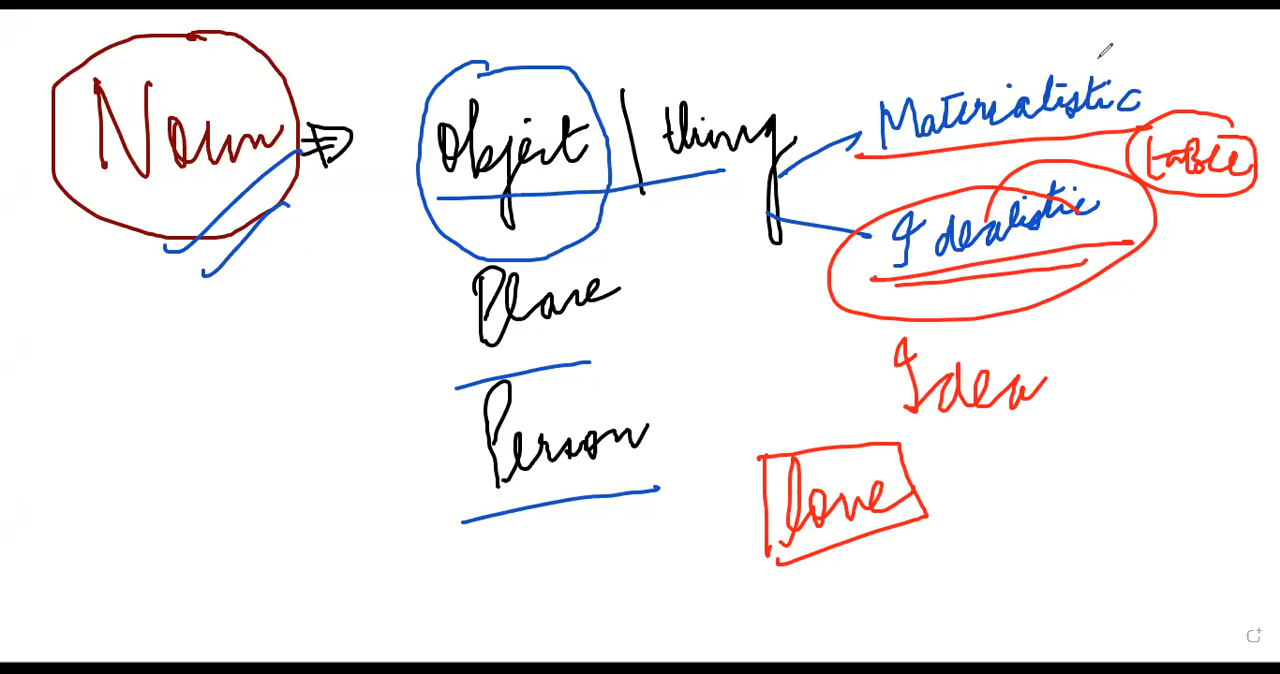 Noun
Object / thing
Materialistic
table
Idealistic
Place
Idea
Person
love